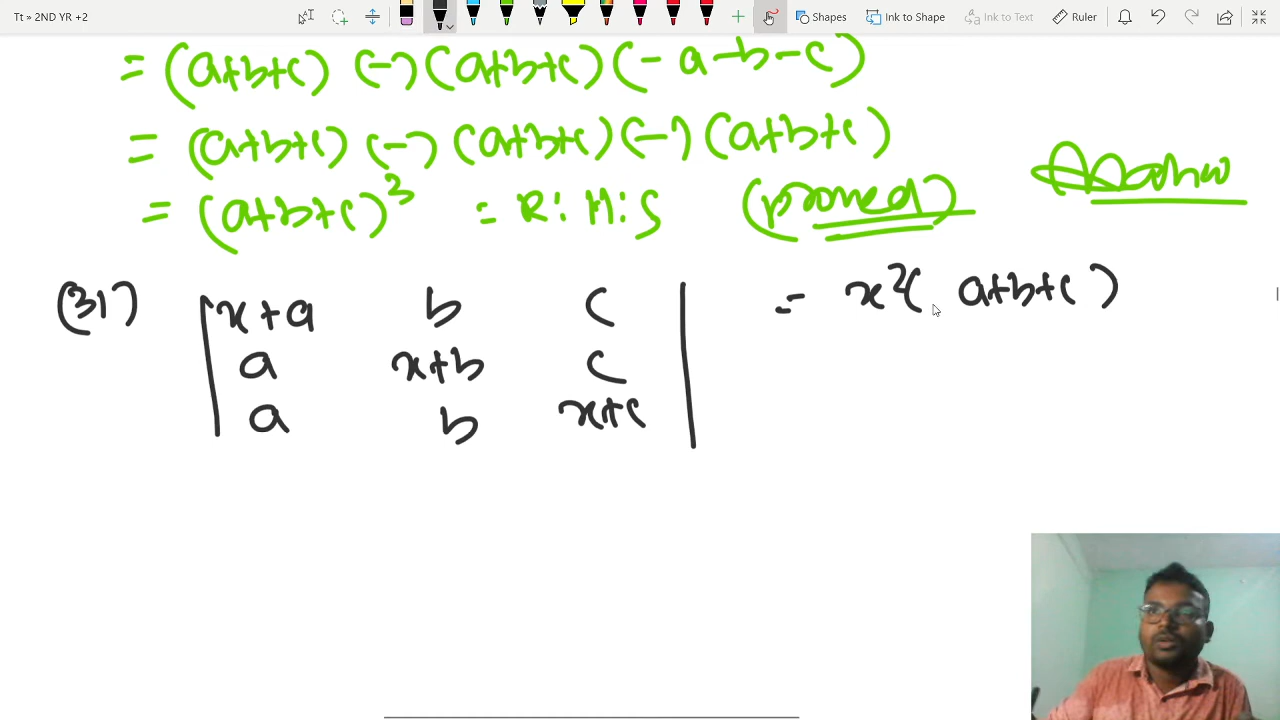 Tt » 2ND YR +2
Shapes Ink to Shape Ink to Text Ruler
= (a+b+c) (-) (a+b+c) (-a-b-c)
= (a+b+c) (-) (a+b+c) (-) (a+b+c)
= (a+b+c)³ = R.H.S (proved)
(31) | x+a b c | = x²( a+b+c )
| a x+b c |
| a b x+c |